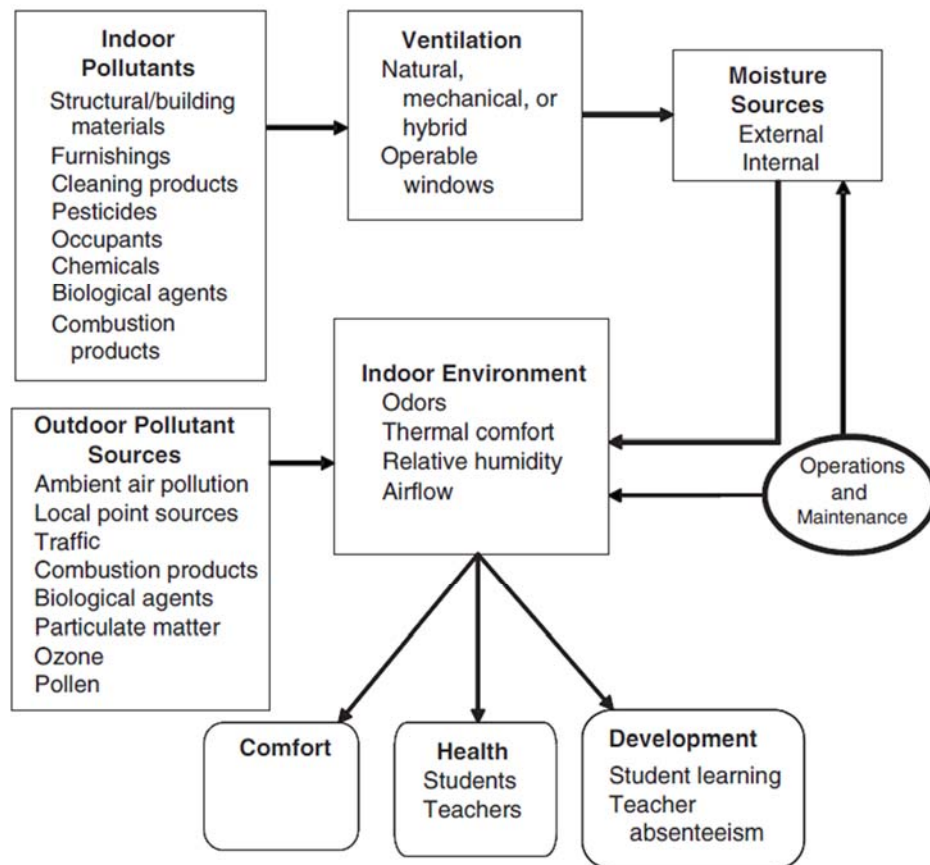 Indoor
Pollutants
Structural/building
materials
Furnishings
Cleaning products
Pesticides
Occupants
Chemicals
Biological agents
Combustion
products
Ventilation
Natural,
mechanical, or
hybrid
Operable
windows
Moisture
Sources
External
Internal
Outdoor Pollutant
Sources
Ambient air pollution
Local point sources
Traffic
Combustion products
Biological agents
Particulate matter
Ozone
Pollen
Indoor Environment
Odors
Thermal comfort
Relative humidity
Airflow
Operations
and
Maintenance
Comfort
Health
Students
Teachers
Development
Student learning
Teacher
absenteeism